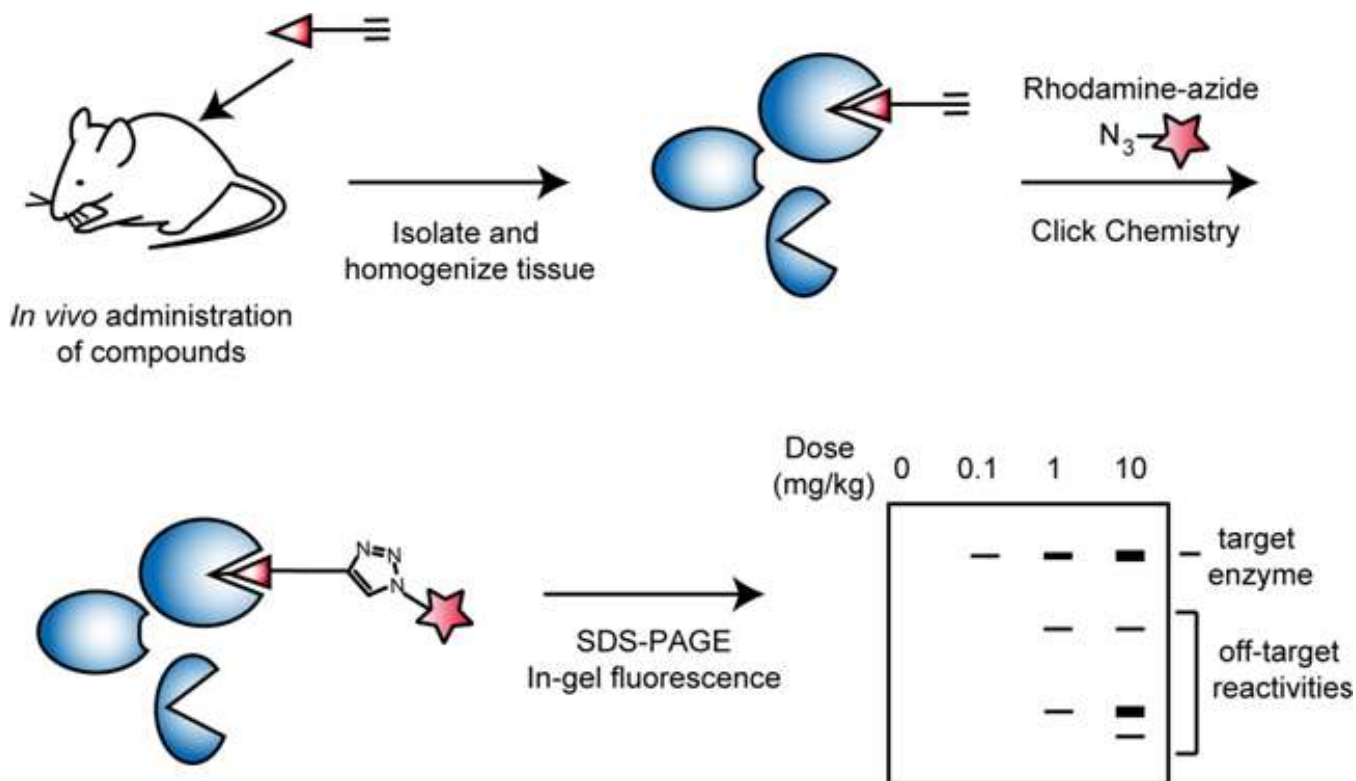 Rhodamine-azide
N3
Isolate and
homogenize tissue
Click Chemistry
In vivo administration
of compounds
Dose
(mg/kg)
0 0.1 1 10
target
enzyme
N=N
N
SDS-PAGE
In-gel fluorescence
off-target
reactivities